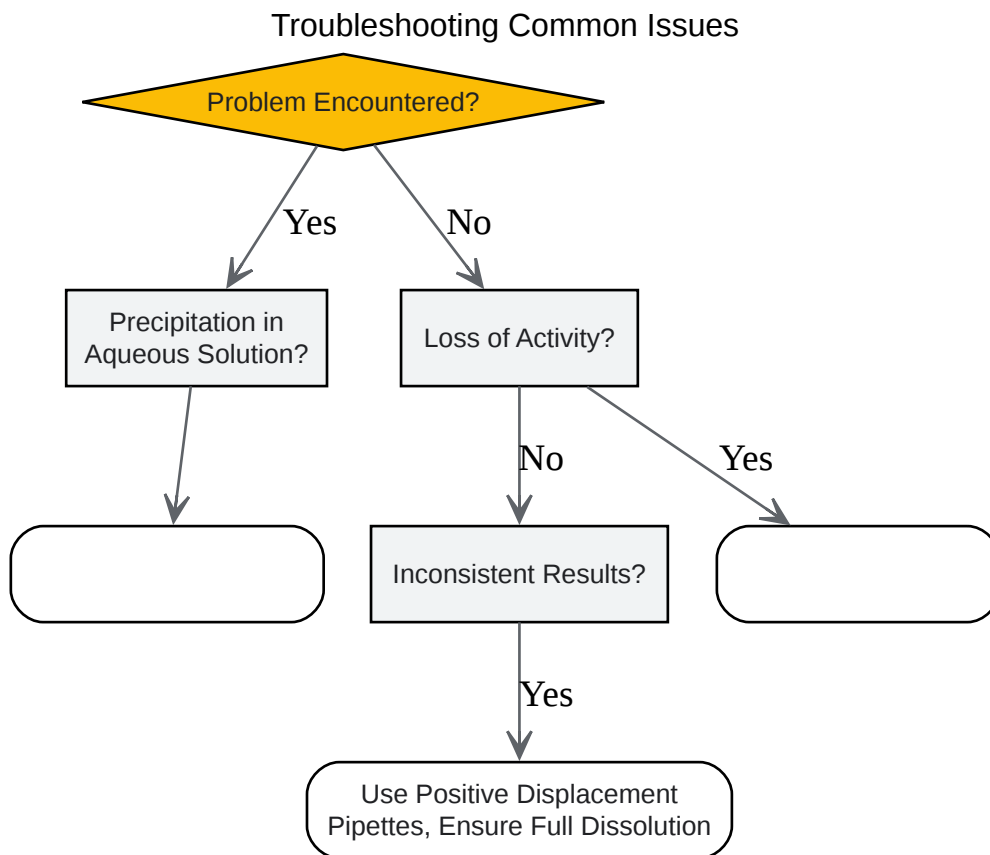 Troubleshooting Common Issues
Problem Encountered?
Yes
No
Precipitation in
Aqueous Solution?
Loss of Activity?
No
Yes
Inconsistent Results?
Yes
Use Positive Displacement
Pipettes, Ensure Full Dissolution